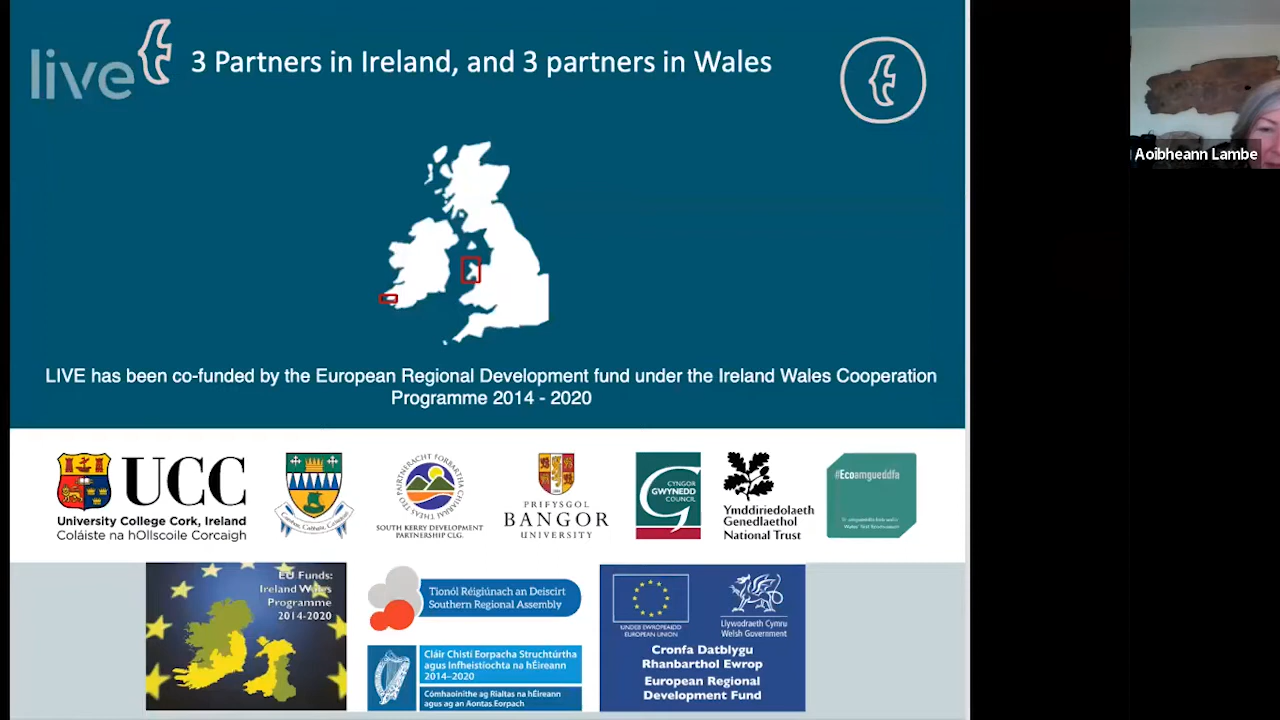 live
3 Partners in Ireland, and 3 partners in Wales
Aoibheann Lambe
LIVE has been co-funded by the European Regional Development fund under the Ireland Wales Cooperation
Programme 2014 - 2020
UCC
University College Cork, Ireland
Coláiste na hOllscoile Corcaigh
SOUTH KERRY DEVELOPMENT
PARTNERSHIP CLG.
PRIFYSGOL
BANGOR
UNIVERSITY
CYNGOR
GWYNEDD
COUNCIL
Ymddiriedolaeth
Genedlaethol
National Trust
#Ecoamgueddfa
EU Funds:
Ireland Wales
Programme
2014-2020
Tionól Réigiúnach an Deiscirt
Southern Regional Assembly
Cláir Chistí Eorpacha Struchtúrtha
agus Infheistíochta na hÉireann
2014-2020
Cómhaoinithe ag Rialtas na hÉireann
agus ag an Aontas Eorpach
UNDEB EWROPEAIDD
EUROPEAN UNION
Llywodraeth Cymru
Welsh Government
Cronfa Datblygu
Rhanbarthol Ewrop
European Regional
Development Fund